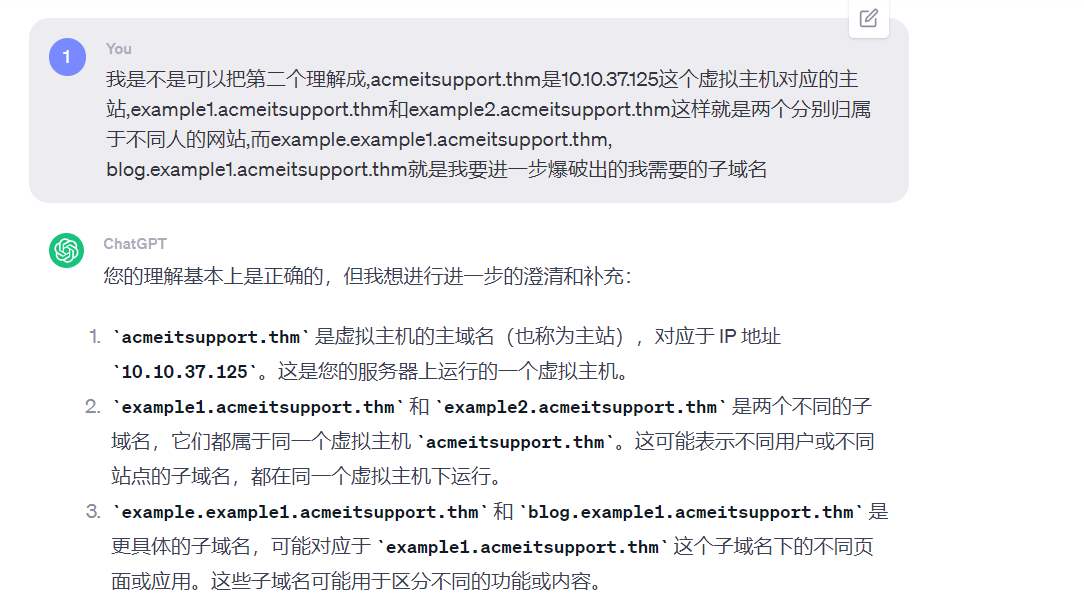 1
You
我是不是可以把第二个理解成,acmeitsupport.thm是10.10.37.125这个虚拟主机对应的主
站,example1.acmeitsupport.thm和example2.acmeitsupport.thm这样就是两个分别归属
于不同人的网站,而example.example1.acmeitsupport.thm,
blog.example1.acmeitsupport.thm就是我要进一步爆破出的我需要的子域名
ChatGPT
您的理解基本上是正确的，但我想进行进一步的澄清和补充：
1. `acmeitsupport.thm` 是虚拟主机的主域名（也称为主站），对应于 IP 地址
`10.10.37.125`。这是您的服务器上运行的一个虚拟主机。
2. `example1.acmeitsupport.thm` 和 `example2.acmeitsupport.thm` 是两个不同的子
域名，它们都属于同一个虚拟主机 `acmeitsupport.thm`。这可能表示不同用户或不同
站点的子域名，都在同一个虚拟主机下运行。
3. `example.example1.acmeitsupport.thm` 和 `blog.example1.acmeitsupport.thm` 是
更具体的子域名，可能对应于 `example1.acmeitsupport.thm` 这个子域名下的不同页
面或应用。这些子域名可能用于区分不同的功能或内容。